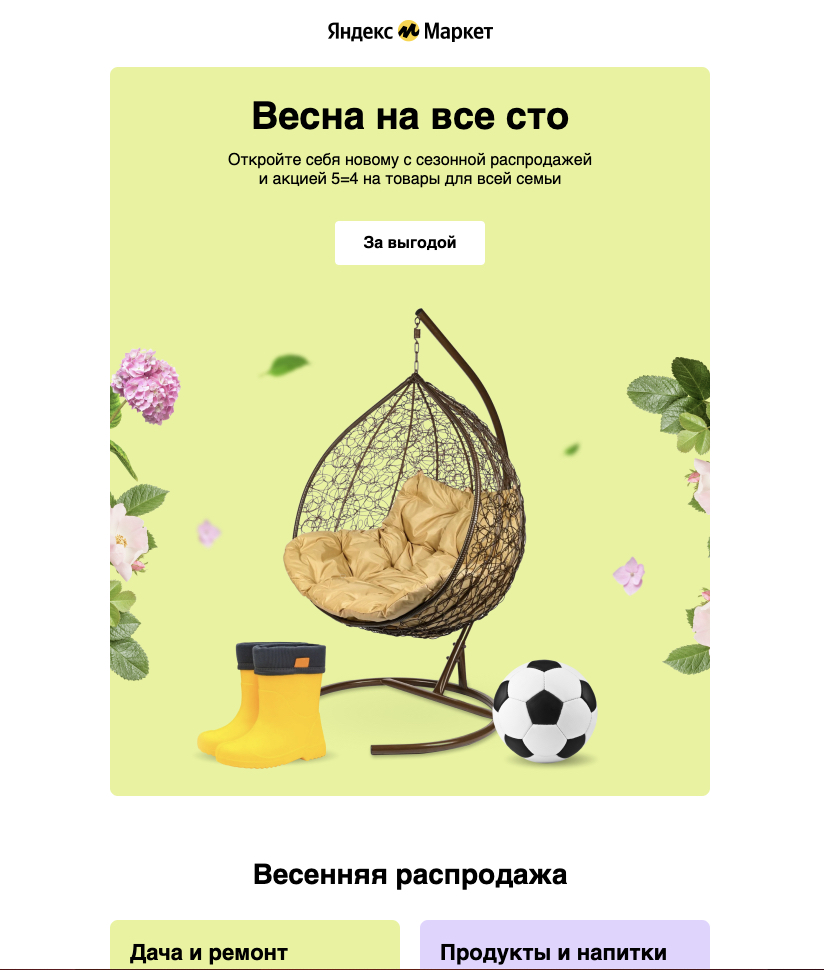 Яндекс Маркет
Весна на все сто
Откройте себя новому с сезонной распродажей
и акцией 5=4 на товары для всей семьи
За выгодой
Весенняя распродажа
Дача и ремонт
Продукты и напитки